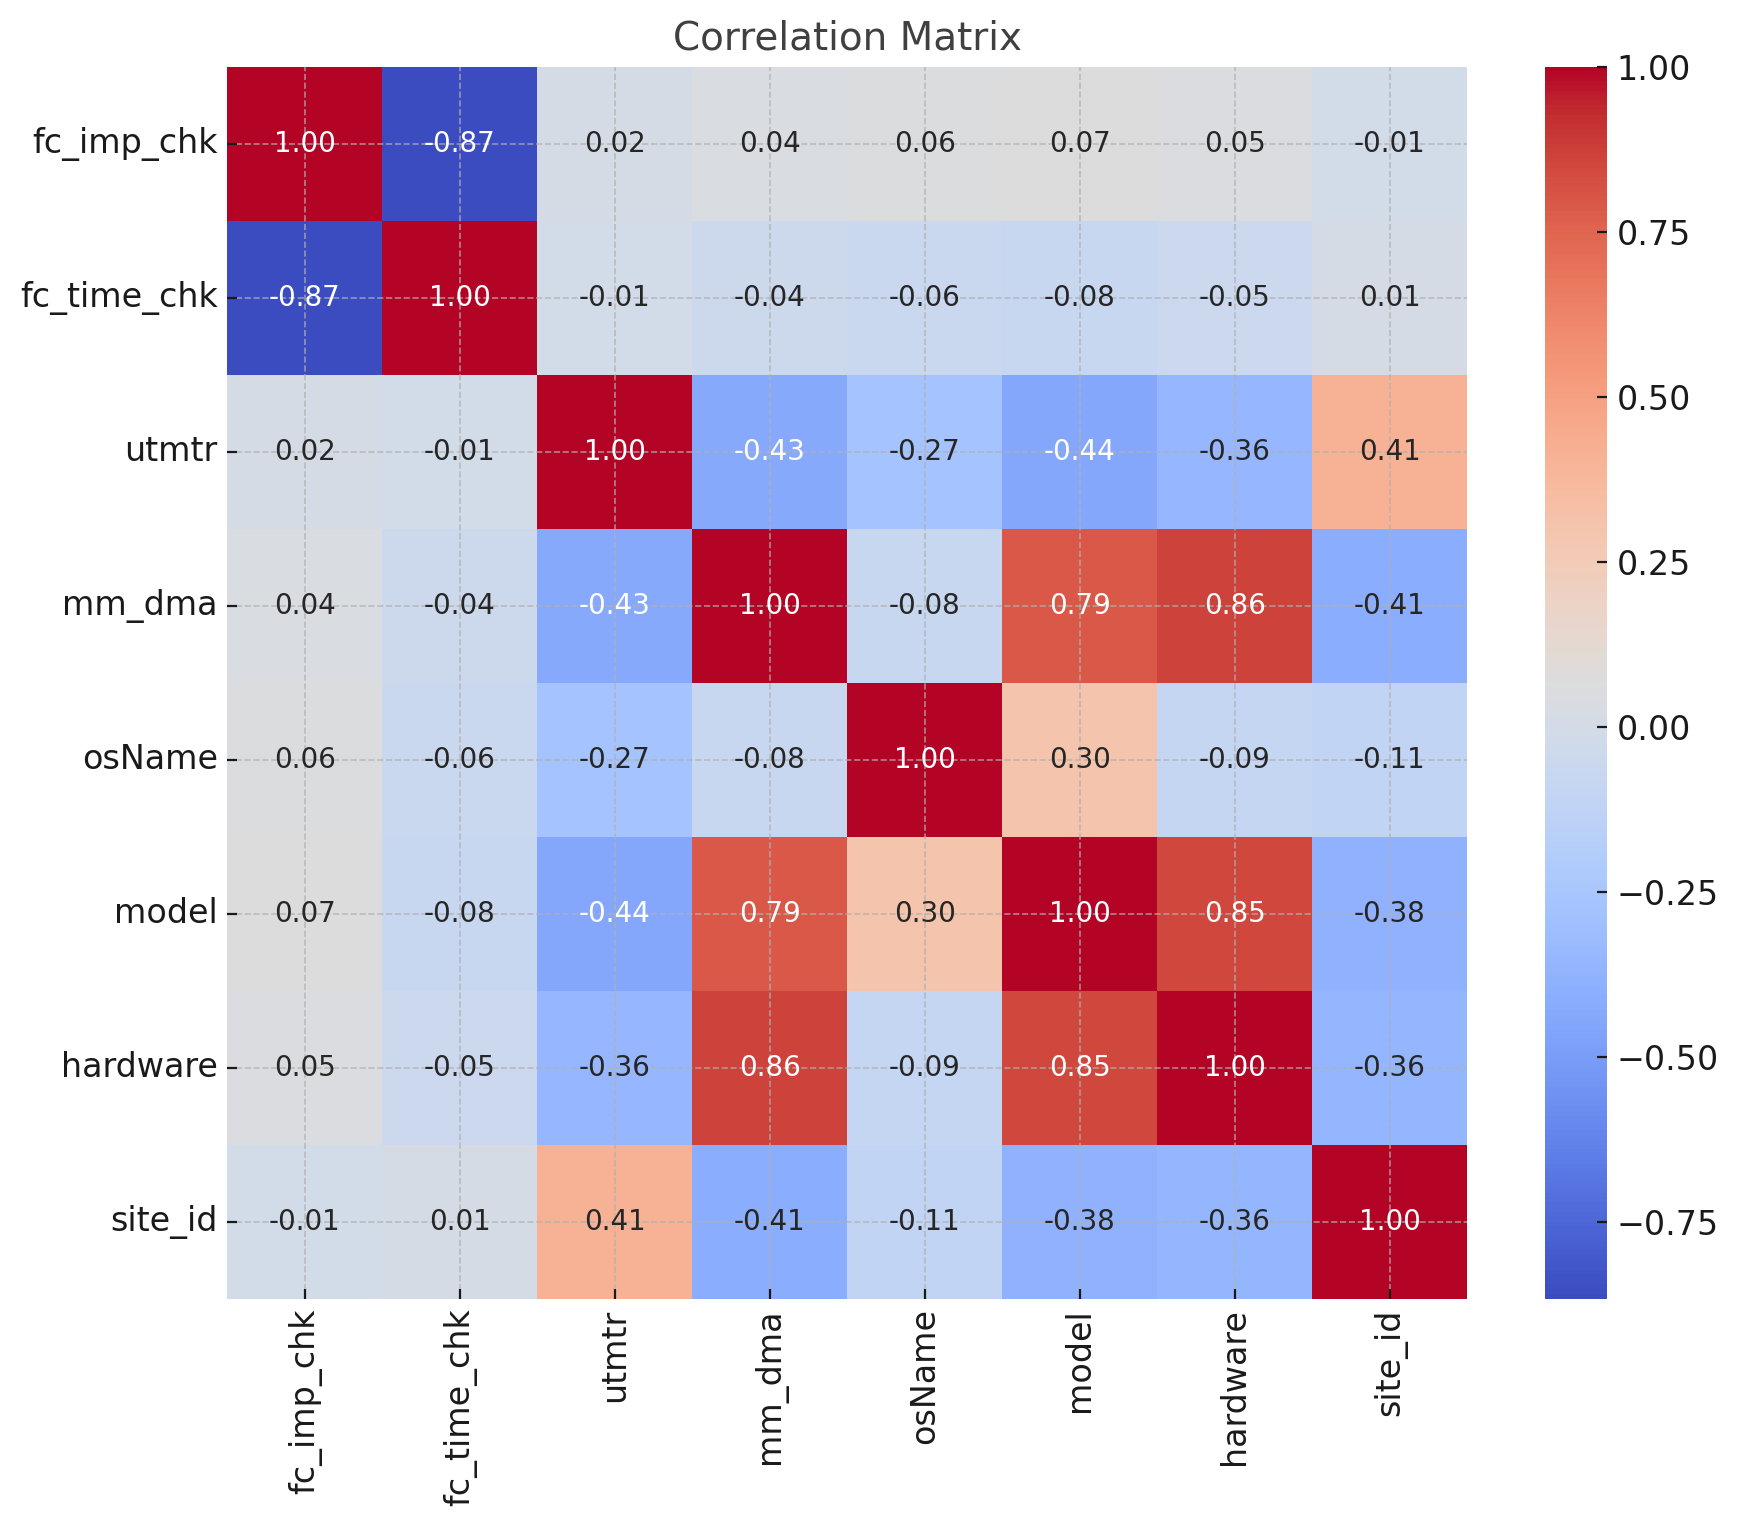 Correlation Matrix
fc_imp_chk 1.00 -0.87 0.02 0.04 0.06 0.07 0.05 -0.01
fc_time_chk -0.87 1.00 -0.01 -0.04 -0.06 -0.08 -0.05 0.01
utmtr 0.02 -0.01 1.00 -0.43 -0.27 -0.44 -0.36 0.41
mm_dma 0.04 -0.04 -0.43 1.00 -0.08 0.79 0.86 -0.41
osName 0.06 -0.06 -0.27 -0.08 1.00 0.30 -0.09 -0.11
model 0.07 -0.08 -0.44 0.79 0.30 1.00 0.85 -0.38
hardware 0.05 -0.05 -0.36 0.86 -0.09 0.85 1.00 -0.36
site_id -0.01 0.01 0.41 -0.41 -0.11 -0.38 -0.36 1.00
fc_imp_chk
fc_time_chk
utmtr
mm_dma
osName
model
hardware
site_id
1.00
0.75
0.50
0.25
0.00
−0.25
−0.50
−0.75